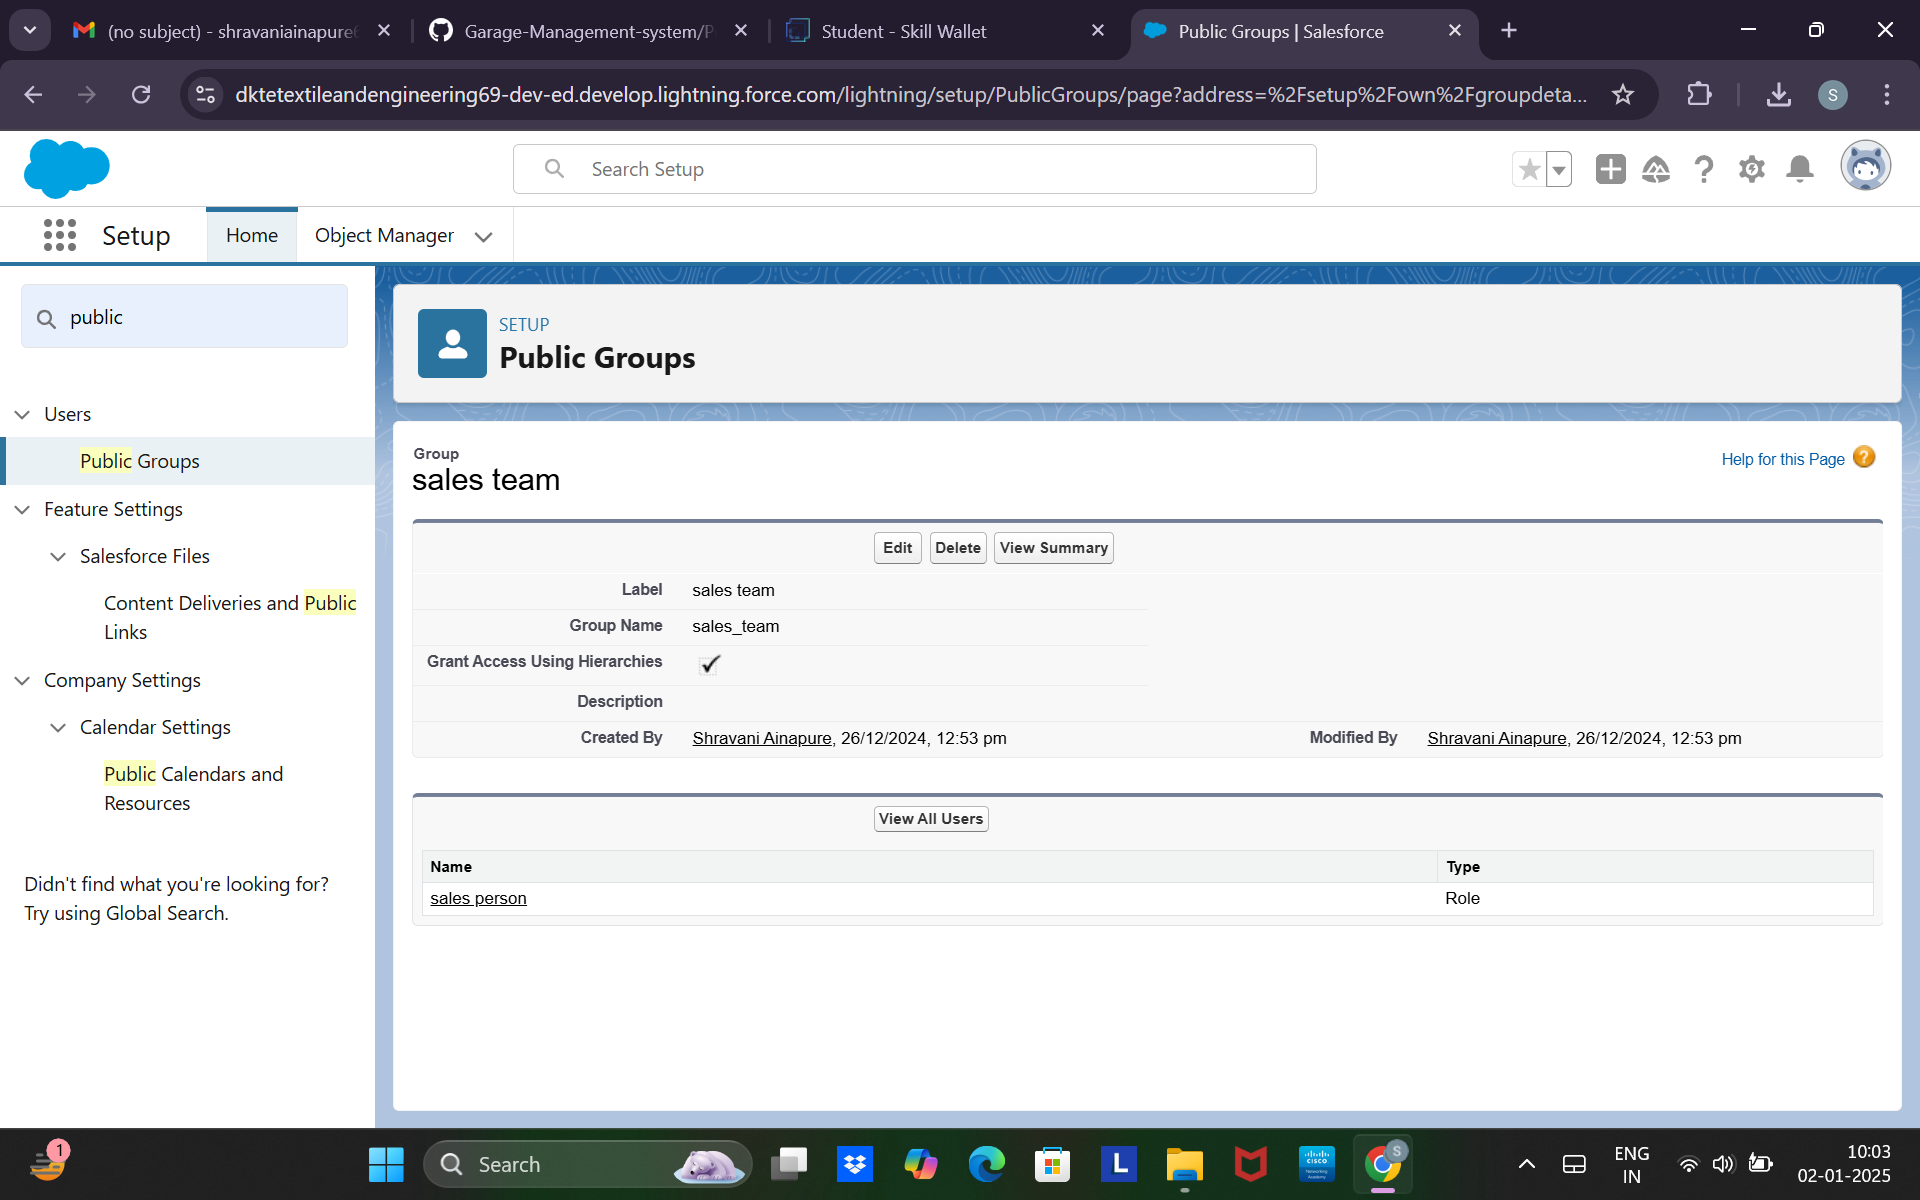 (no subject) - shravaniainapure6
Garage-Management-system/P
Student - Skill Wallet
Public Groups | Salesforce
dktetextileandengineering69-dev-ed.develop.lightning.force.com/lightning/setup/PublicGroups/page?address=%2Fsetup%2Fown%2Fgroupdeta...
S
Search Setup
Setup
Home
Object Manager
public
Users
Public Groups
Feature Settings
Salesforce Files
Content Deliveries and Public
Links
Company Settings
Calendar Settings
Public Calendars and
Resources
Didn't find what you're looking for?
Try using Global Search.
SETUP
Public Groups
Group
sales team
Help for this Page ?
Edit
Delete
View Summary
Label sales team
Group Name sales_team
Grant Access Using Hierarchies
Description
Created By Shravani Ainapure, 26/12/2024, 12:53 pm
Modified By Shravani Ainapure, 26/12/2024, 12:53 pm
View All Users
Name Type
sales person Role
1
Search
L
CISCO
S
ENG
IN
10:03
02-01-2025